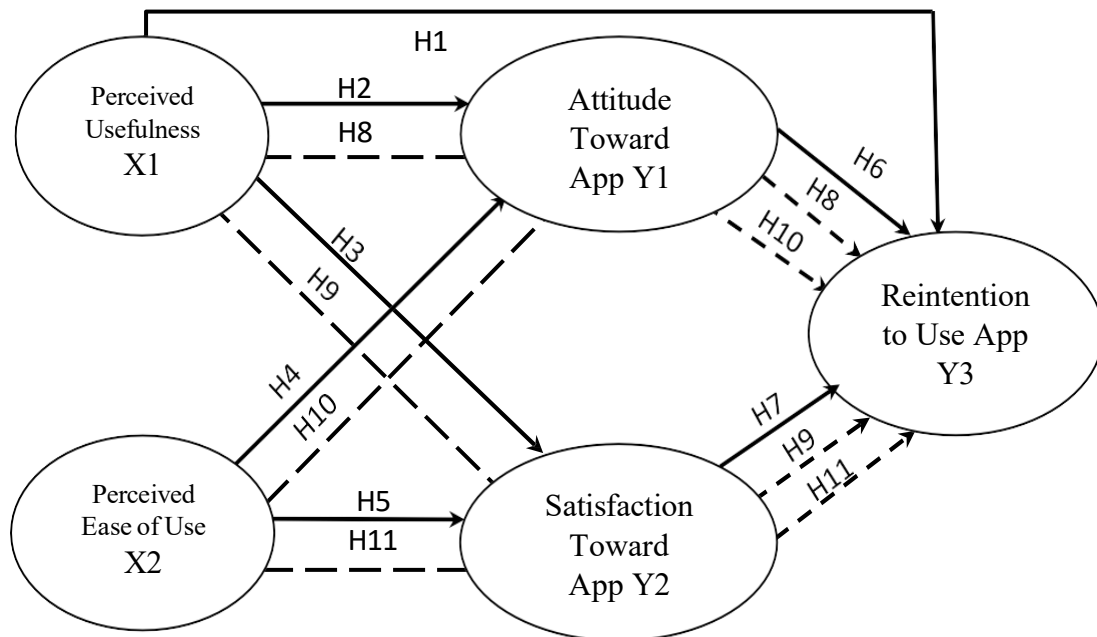 H1
Perceived
Usefulness
X1
H2
H8
Attitude
Toward
App Y1
H6
H8
H10
H3
H9
Reintention
to Use App
Y3
H4
H10
H7
H9
H11
Perceived
Ease of Use
X2
H5
H11
Satisfaction
Toward
App Y2